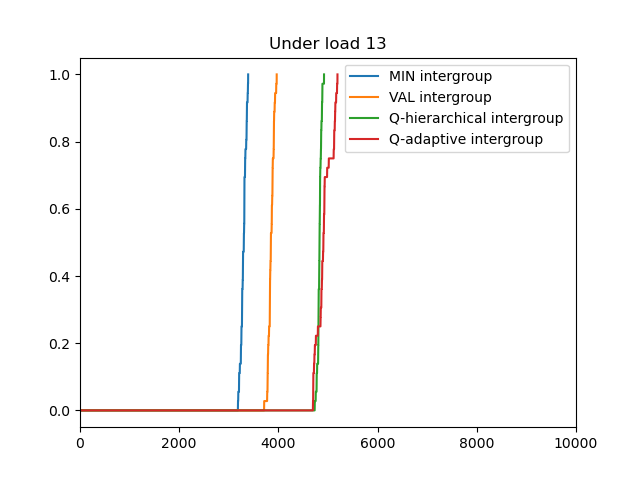 Under load 13
1.0
0.8
0.6
0.4
0.2
0.0
0 2000 4000 6000 8000 10000
MIN intergroup
VAL intergroup
Q-hierarchical intergroup
Q-adaptive intergroup